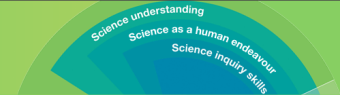 Science understanding
Science as a human endeavour
Science inquiry skills